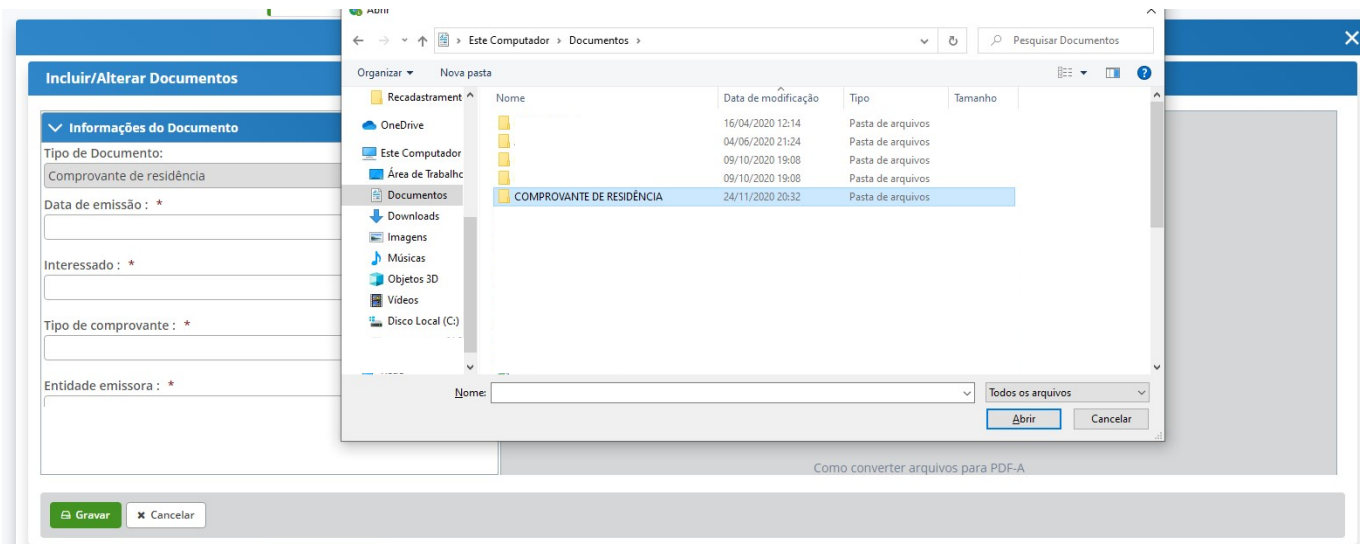 Abrir
Este Computador > Documentos >
Pesquisar Documentos
Incluir/Alterar Documentos
Organizar
Nova pasta
Recadastrament
Nome
Data de modificação
Tipo
Tamanho
OneDrive
16/04/2020 12:14
Pasta de arquivos
Informações do Documento
04/06/2020 21:24
Pasta de arquivos
Este Computador
09/10/2020 19:08
Pasta de arquivos
Tipo de Documento:
Área de Trabalho
09/10/2020 19:08
Pasta de arquivos
Comprovante de residência
Documentos
COMPROVANTE DE RESIDÊNCIA
24/11/2020 20:32
Pasta de arquivos
Data de emissão : *
Downloads
Imagens
Músicas
Interessado : *
Objetos 3D
Vídeos
Disco Local (C:)
Tipo de comprovante : *
Entidade emissora : *
Nome:
Todos os arquivos
Abrir
Cancelar
Como converter arquivos para PDF-A
Gravar
Cancelar